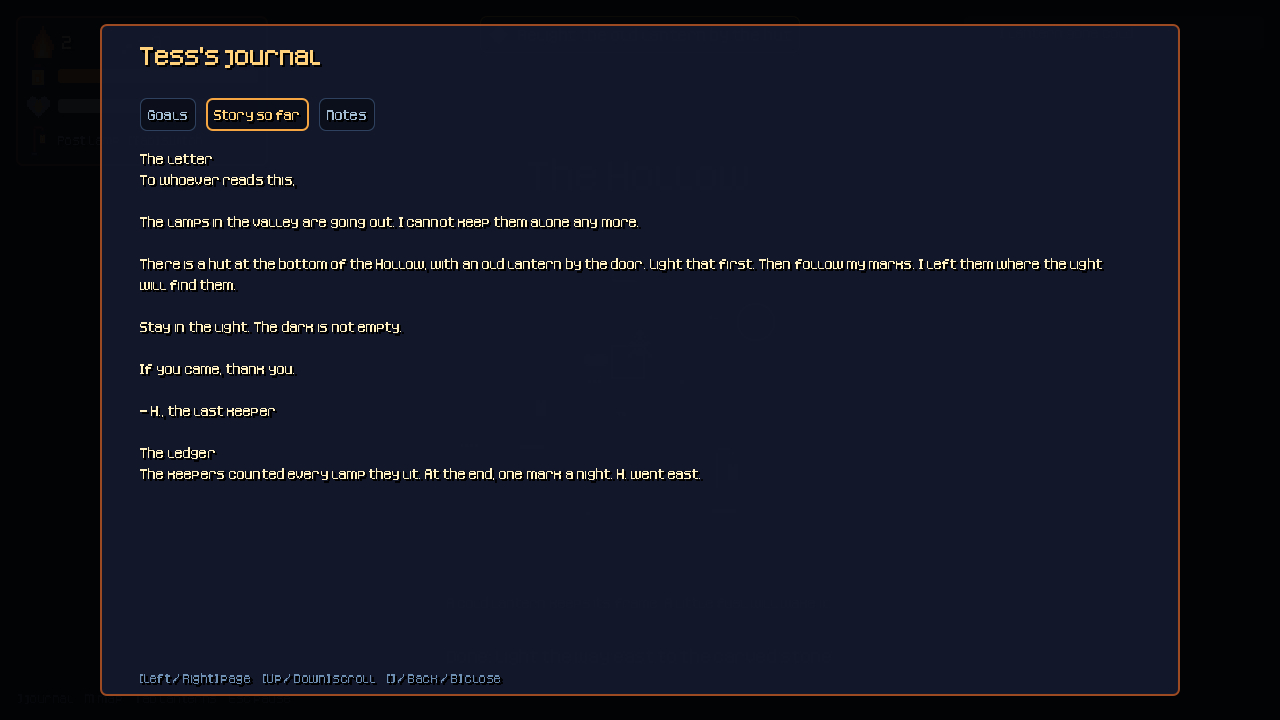 Tess's journal
Goals
Story so far
Notes
The Letter
To whoever reads this,
The lamps in the valley are going out. I cannot keep them alone any more.
There is a hut at the bottom of the Hollow, with an old lantern by the door. Light that first. Then follow my marks. I left them where the light
will find them.
Stay in the light. The dark is not empty.
If you came, thank you.
- H., the last keeper
The Ledger
The keepers counted every lamp they lit. At the end, one mark a night. H. went east.
[Left/Right]page [Up/Down]scroll [J/Back/B]close